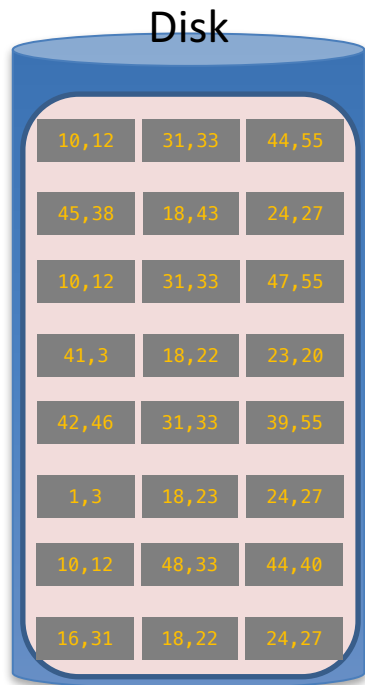 Disk
10,12 31,33 44,55
45,38 18,43 24,27
10,12 31,33 47,55
41,3 18,22 23,20
42,46 31,33 39,55
1,3 18,23 24,27
10,12 48,33 44,40
16,31 18,22 24,27